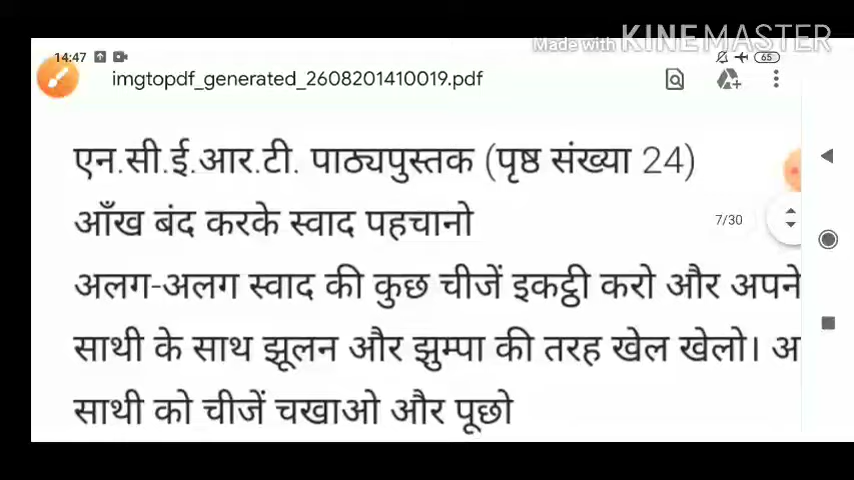 Made with KINEMASTER
14:47
65
imgtopdf_generated_2608201410019.pdf
एन.सी.ई.आर.टी. पाठ्यपुस्तक (पृष्ठ संख्या 24)
आँख बंद करके स्वाद पहचानो
7/30
अलग-अलग स्वाद की कुछ चीजें इकट्ठी करो और अपने
साथी के साथ झूलन और झुम्पा की तरह खेल खेलो। अ
साथी को चीजें चखाओ और पूछो